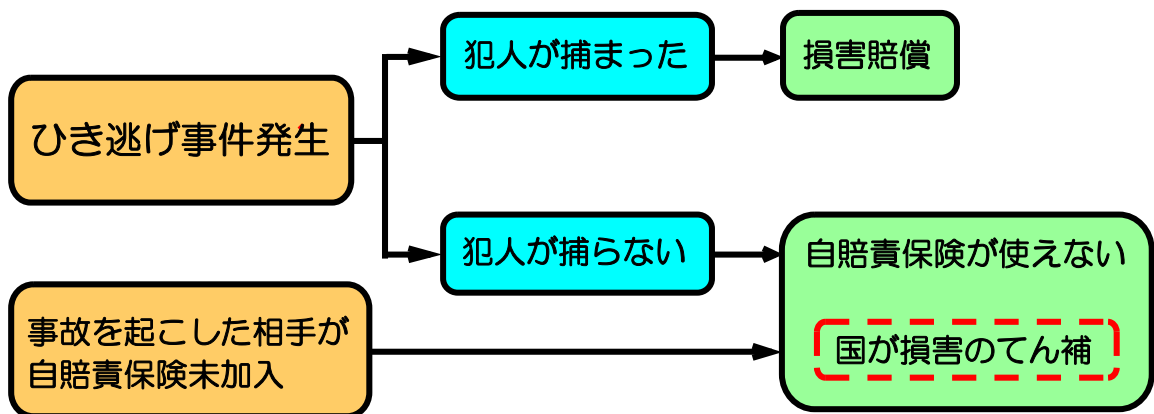 ひき逃げ事件発生
犯人が捕まった
損害賠償
犯人が捕らない
自賠責保険が使えない
事故を起こした相手が
自賠責保険未加入
国が損害のてん補